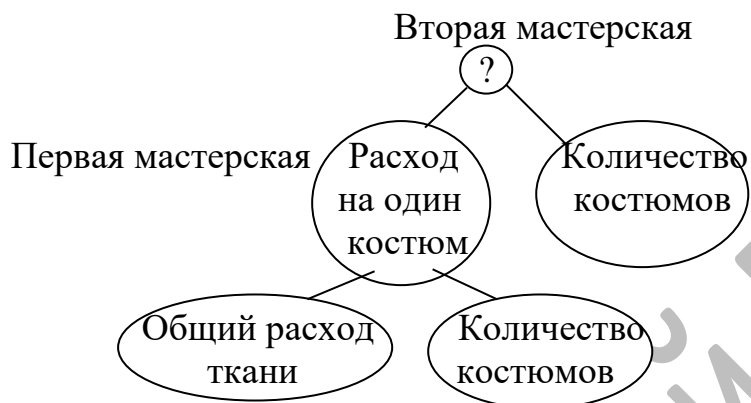 Вторая мастерская
?
Первая мастерская
Расход
на один
костюм
Количество
костюмов
Общий расход
ткани
Количество
костюмов